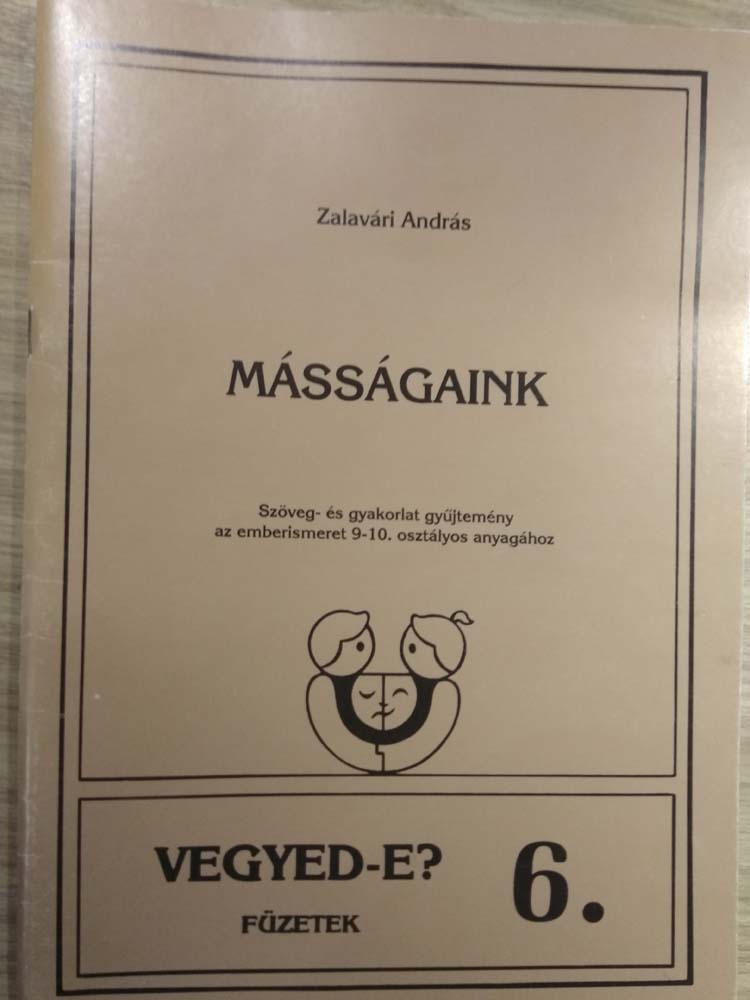 Zalavári András
MÁSSÁGAINK
Szöveg- és gyakorlat gyűjtemény
az emberismeret 9-10. osztályos anyagához
VEGYED-E?
FÜZETEK
6.